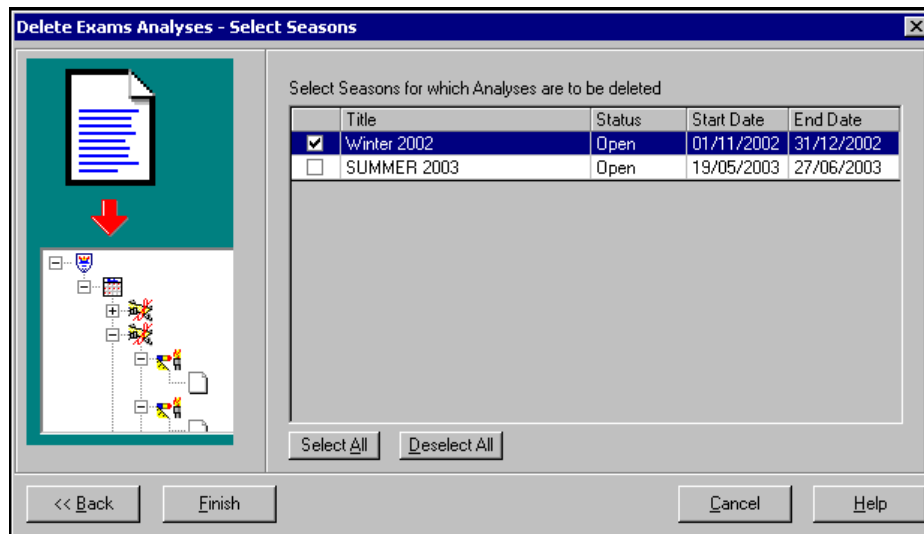 Delete Exams Analyses - Select Seasons
Select Seasons for which Analyses are to be deleted
Title Status Start Date End Date
Winter 2002 Open 01/11/2002 31/12/2002
SUMMER 2003 Open 19/05/2003 27/06/2003
Select All Deselect All
<< Back Finish Cancel Help